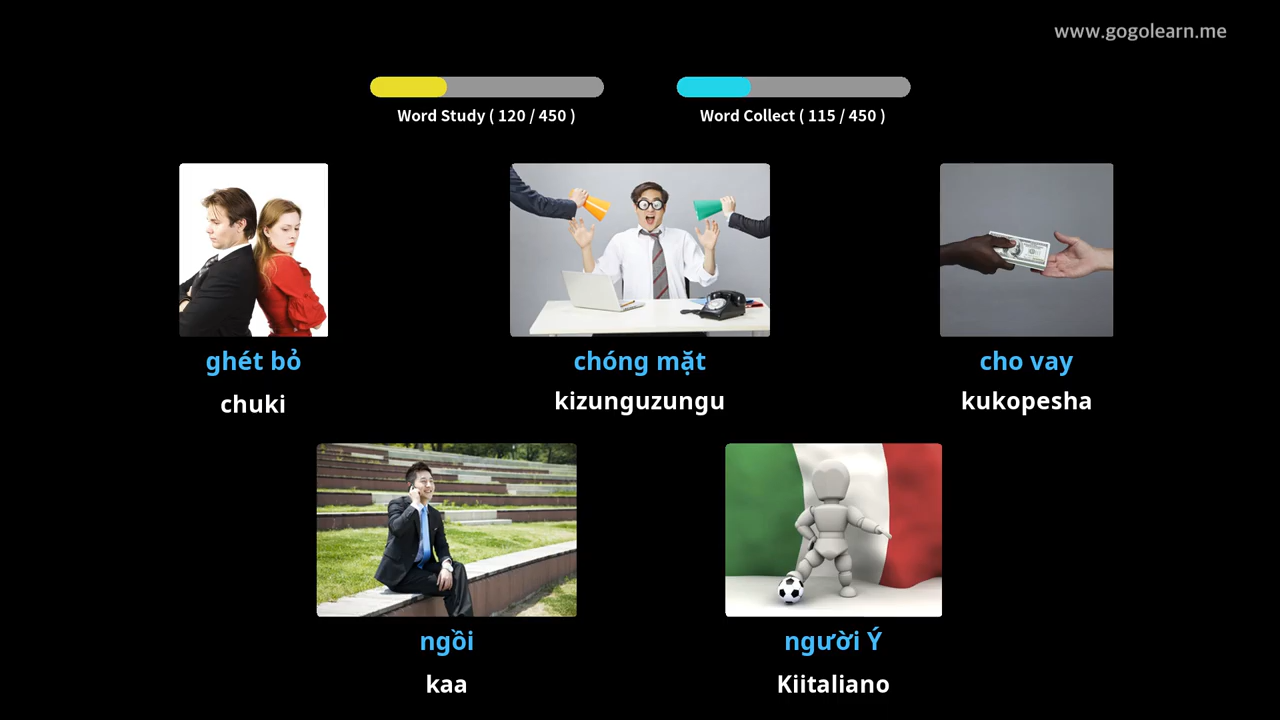 www.gogolearn.me
Word Study ( 120 / 450 )
Word Collect ( 115 / 450 )
ghét bỏ
chóng mặt
cho vay
chuki
kizunguzungu
kukopesha
ngồi
người Ý
kaa
Kiitaliano